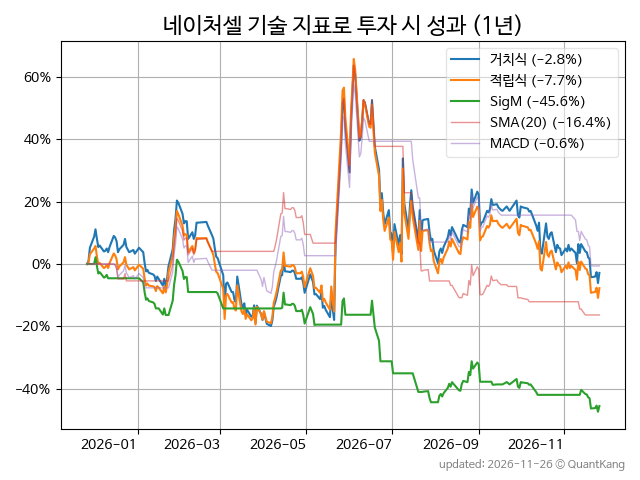 네이처셀 기술 지표로 투자 시 성과 (1년)
거치식 (−2.8%)
적립식 (−7.7%)
SigM (−45.6%)
SMA(20) (−16.4%)
MACD (−0.6%)
60%
40%
20%
0%
−20%
−40%
2026-01 2026-03 2026-05 2026-07 2026-09 2026-11
updated: 2026-11-26 © QuantKang